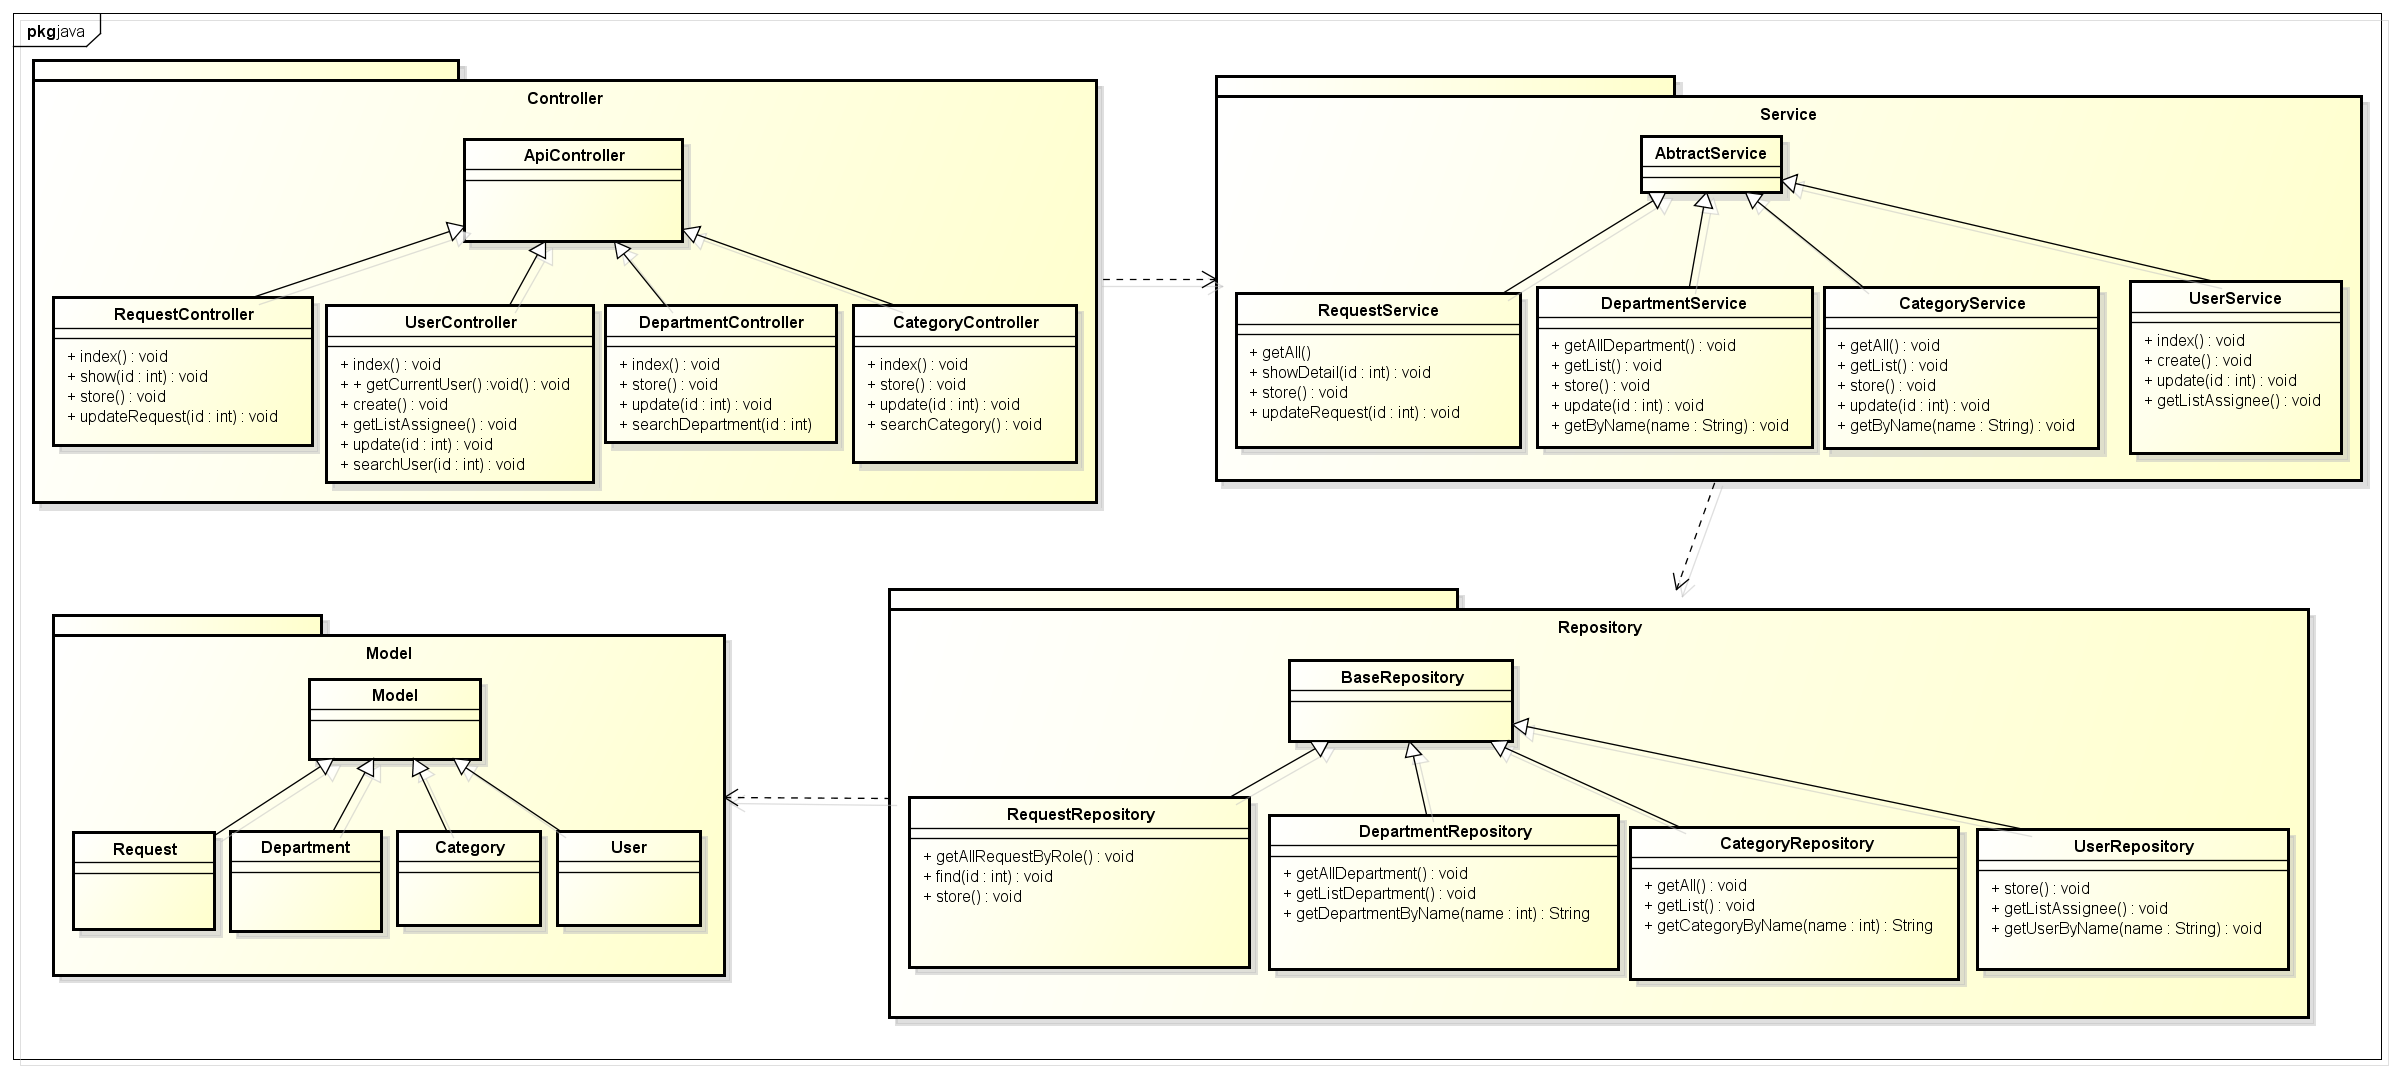 pkg java
Controller
ApiController
RequestController
+ index() : void
+ show(id : int) : void
+ store() : void
+ updateRequest(id : int) : void
UserController
+ index() : void
+ + getCurrentUser() :void() : void
+ create() : void
+ getListAssignee() : void
+ update(id : int) : void
+ searchUser(id : int) : void
DepartmentController
+ index() : void
+ store() : void
+ update(id : int) : void
+ searchDepartment(id : int)
CategoryController
+ index() : void
+ store() : void
+ update(id : int) : void
+ searchCategory() : void
Service
AbtractService
RequestService
+ getAll()
+ showDetail(id : int) : void
+ store() : void
+ updateRequest(id : int) : void
DepartmentService
+ getAllDepartment() : void
+ getList() : void
+ store() : void
+ update(id : int) : void
+ getByName(name : String) : void
CategoryService
+ getAll() : void
+ getList() : void
+ store() : void
+ update(id : int) : void
+ getByName(name : String) : void
UserService
+ index() : void
+ create() : void
+ update(id : int) : void
+ getListAssignee() : void
Model
Model
Request
Department
Category
User
Repository
BaseRepository
RequestRepository
+ getAllRequestByRole() : void
+ find(id : int) : void
+ store() : void
DepartmentRepository
+ getAllDepartment() : void
+ getListDepartment() : void
+ getDepartmentByName(name : int) : String
CategoryRepository
+ getAll() : void
+ getList() : void
+ getCategoryByName(name : int) : String
UserRepository
+ store() : void
+ getListAssignee() : void
+ getUserByName(name : String) : void